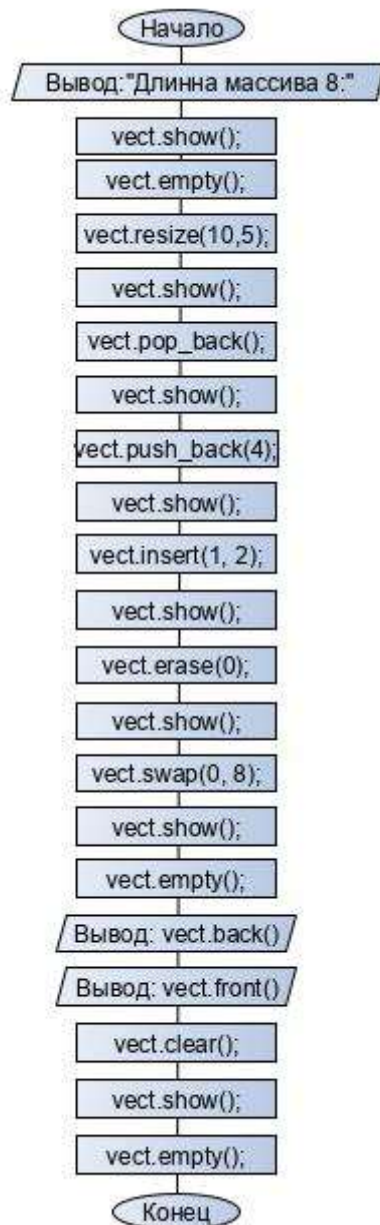 Начало
Вывод:"Длинна массива 8:"
vect.show();
vect.empty();
vect.resize(10,5);
vect.show();
vect.pop_back();
vect.show();
vect.push_back(4);
vect.show();
vect.insert(1, 2);
vect.show();
vect.erase(0);
vect.show();
vect.swap(0, 8);
vect.show();
vect.empty();
Вывод: vect.back()
Вывод: vect.front()
vect.clear();
vect.show();
vect.empty();
Конец